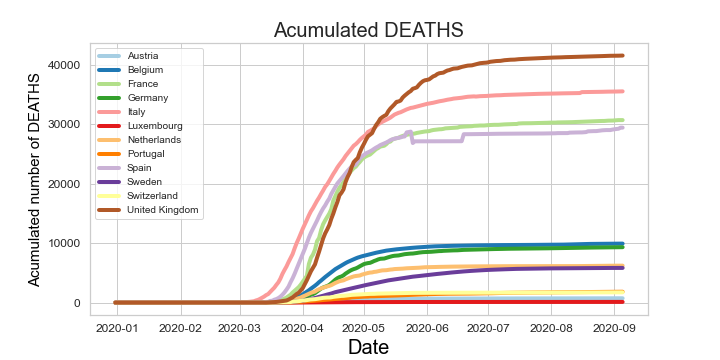 Acumulated DEATHS
Acumulated number of DEATHS
40000
30000
20000
10000
0
Austria
Belgium
France
Germany
Italy
Luxembourg
Netherlands
Portugal
Spain
Sweden
Switzerland
United Kingdom
2020-01 2020-02 2020-03 2020-04 2020-05 2020-06 2020-07 2020-08 2020-09
Date